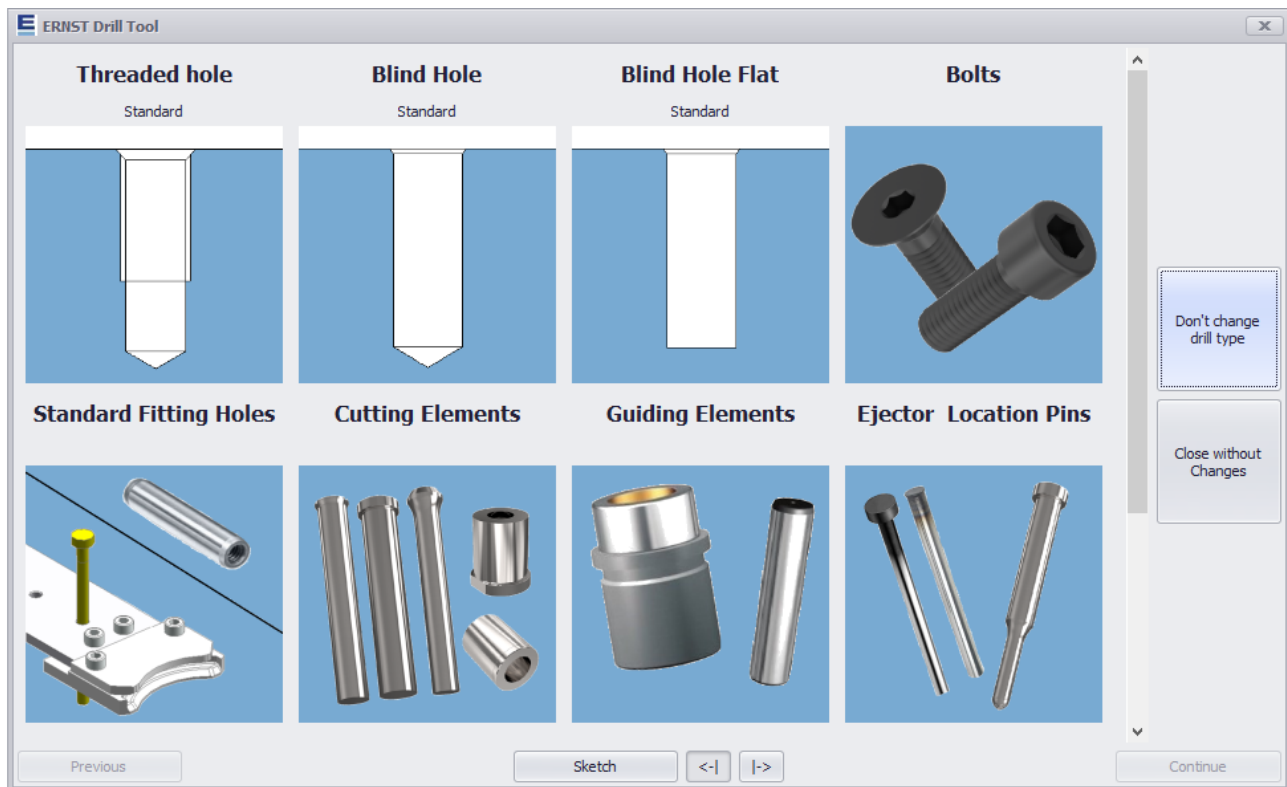 E ERNST Drill Tool
Threaded hole
Standard
Blind Hole
Standard
Blind Hole Flat
Standard
Bolts
Standard Fitting Holes
Cutting Elements
Guiding Elements
Ejector Location Pins
Don't change
drill type
Close without
Changes
Previous
Sketch
<-|
|->
Continue